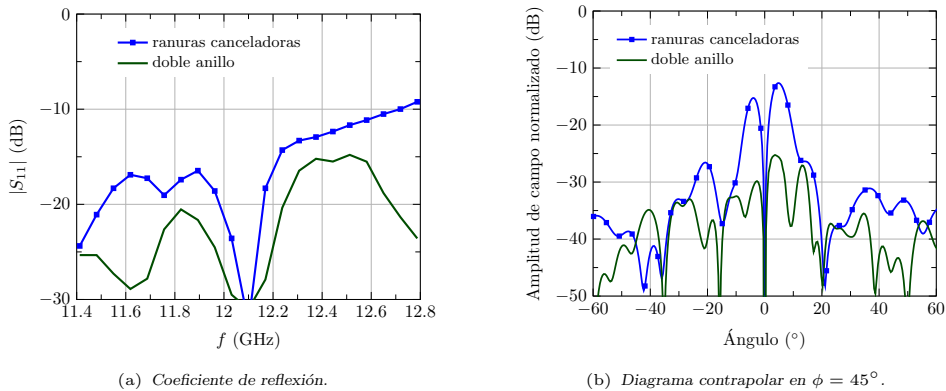 0
−10
−20
−30
11.4
11.6
11.8
12
12.2
12.4
12.6
12.8
|S11| (dB)
f (GHz)
ranuras canceladoras
doble anillo
(a) Coeficiente de reflexión.
0
−10
−20
−30
−40
−50
−60
−40
−20
0
20
40
60
Amplitud de campo normalizado (dB)
Ángulo (°)
ranuras canceladoras
doble anillo
(b) Diagrama contrapolar en ϕ = 45°.